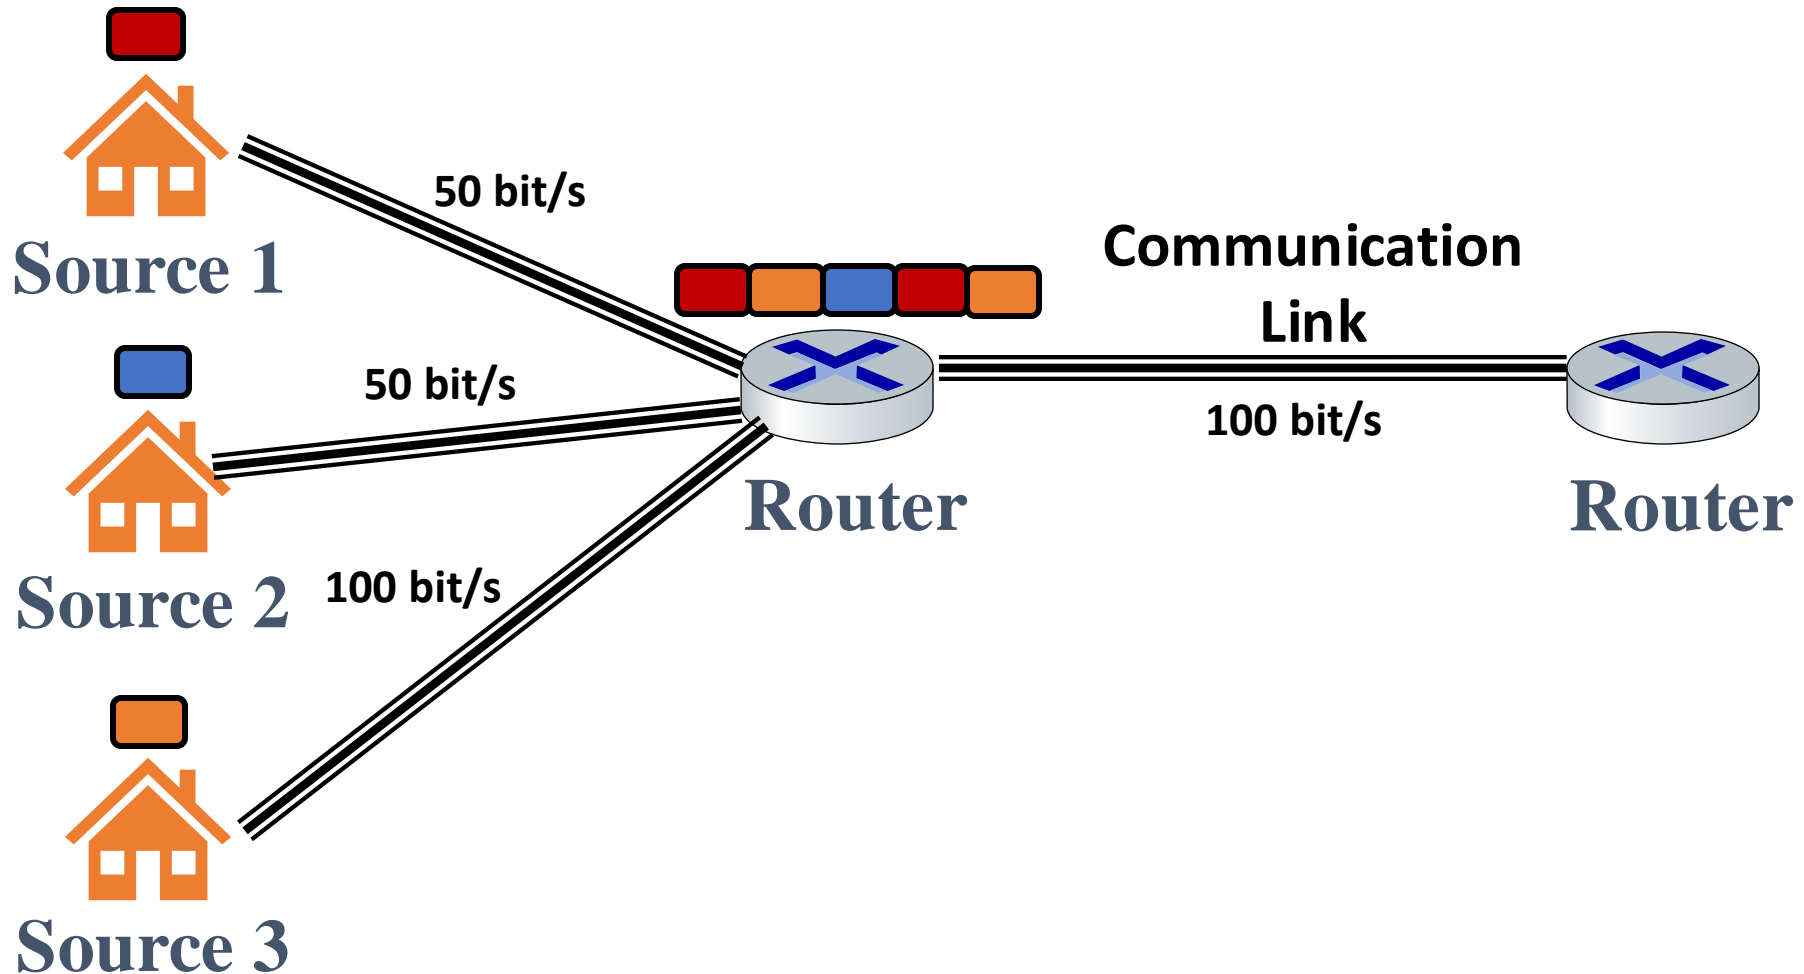 Source 1
50 bit/s
Source 2
50 bit/s
Source 3
100 bit/s
Router
Communication
Link
100 bit/s
Router